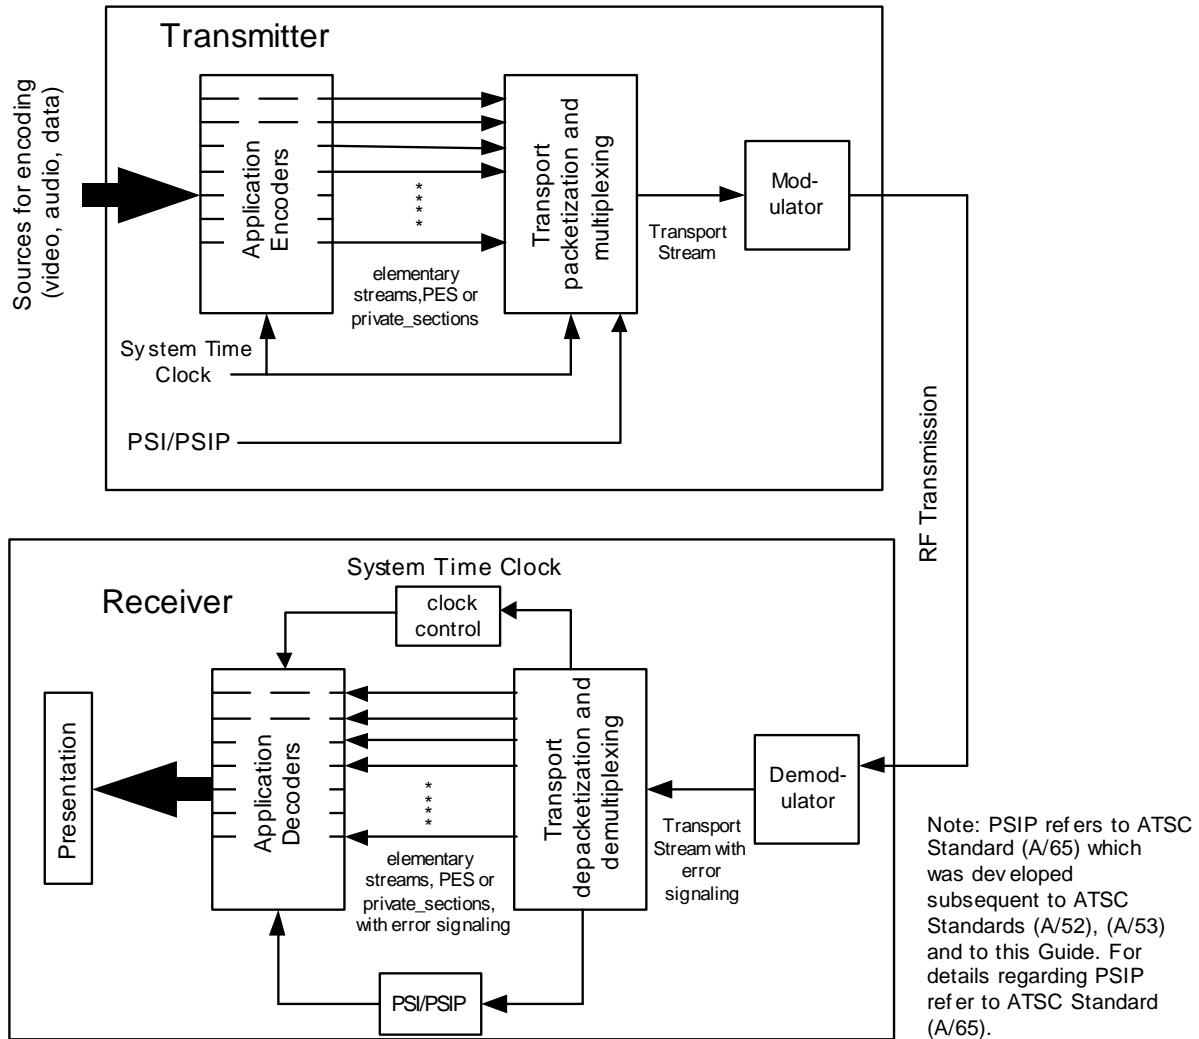 Transmitter
Sources for encoding
(video, audio, data)
Application
Encoders
* * * *
elementary
streams,PES or
private_sections
Transport
packetization and
multiplexing
Transport
Stream
Mod-
ulator
System Time
Clock
PSI/PSIP
RF Transmission
Receiver
System Time Clock
clock
control
Presentation
Application
Decoders
* * * *
elementary
streams, PES or
private_sections,
with error signaling
Transport
depacketization and
demultiplexing
Transport
Stream with
error
signaling
Demod-
ulator
PSI/PSIP
Note: PSIP refers to ATSC
Standard (A/65) which
was developed
subsequent to ATSC
Standards (A/52), (A/53)
and to this Guide. For
details regarding PSIP
refer to ATSC Standard
(A/65).